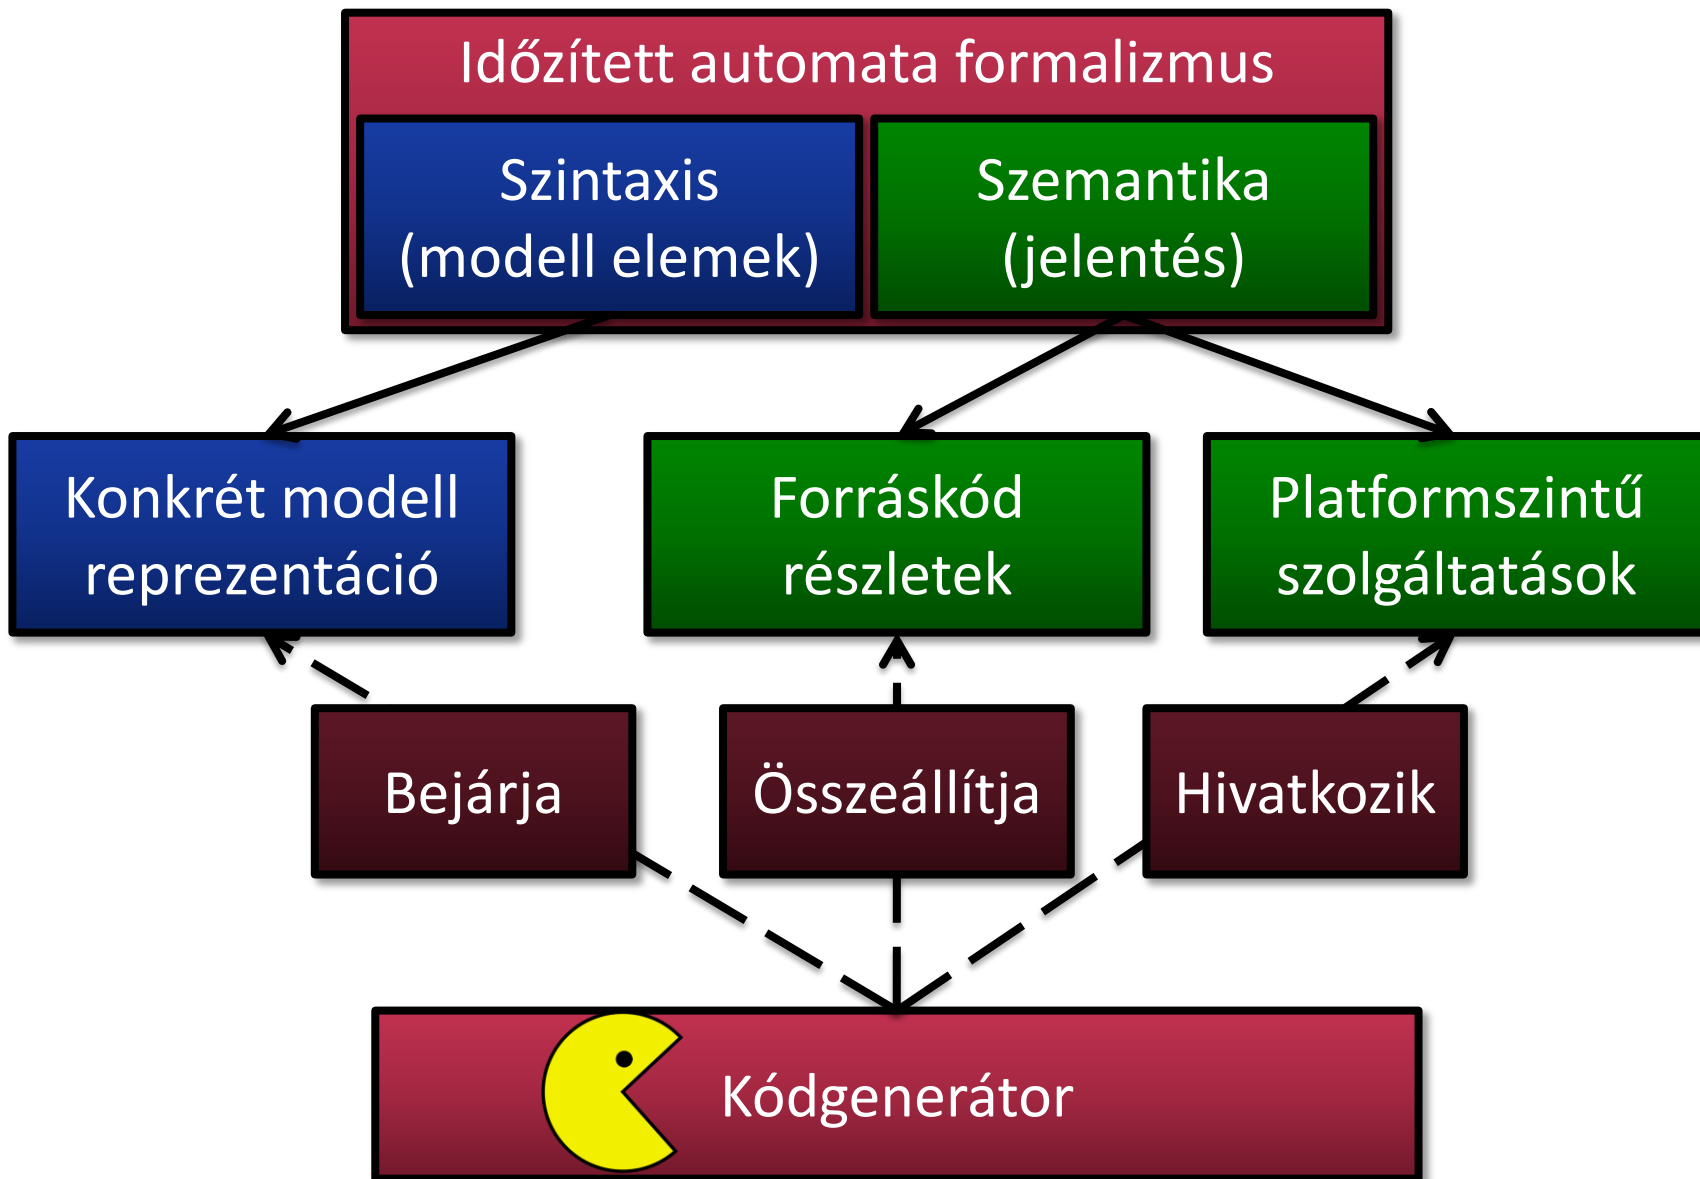 Időzített automata formalizmus
Szintaxis
(modell elemek)
Szemantika
(jelentés)
Konkrét modell
reprezentáció
Forráskód
részletek
Platformszintű
szolgáltatások
Bejárja
Összeállítja
Hivatkozik
Kódgenerátor